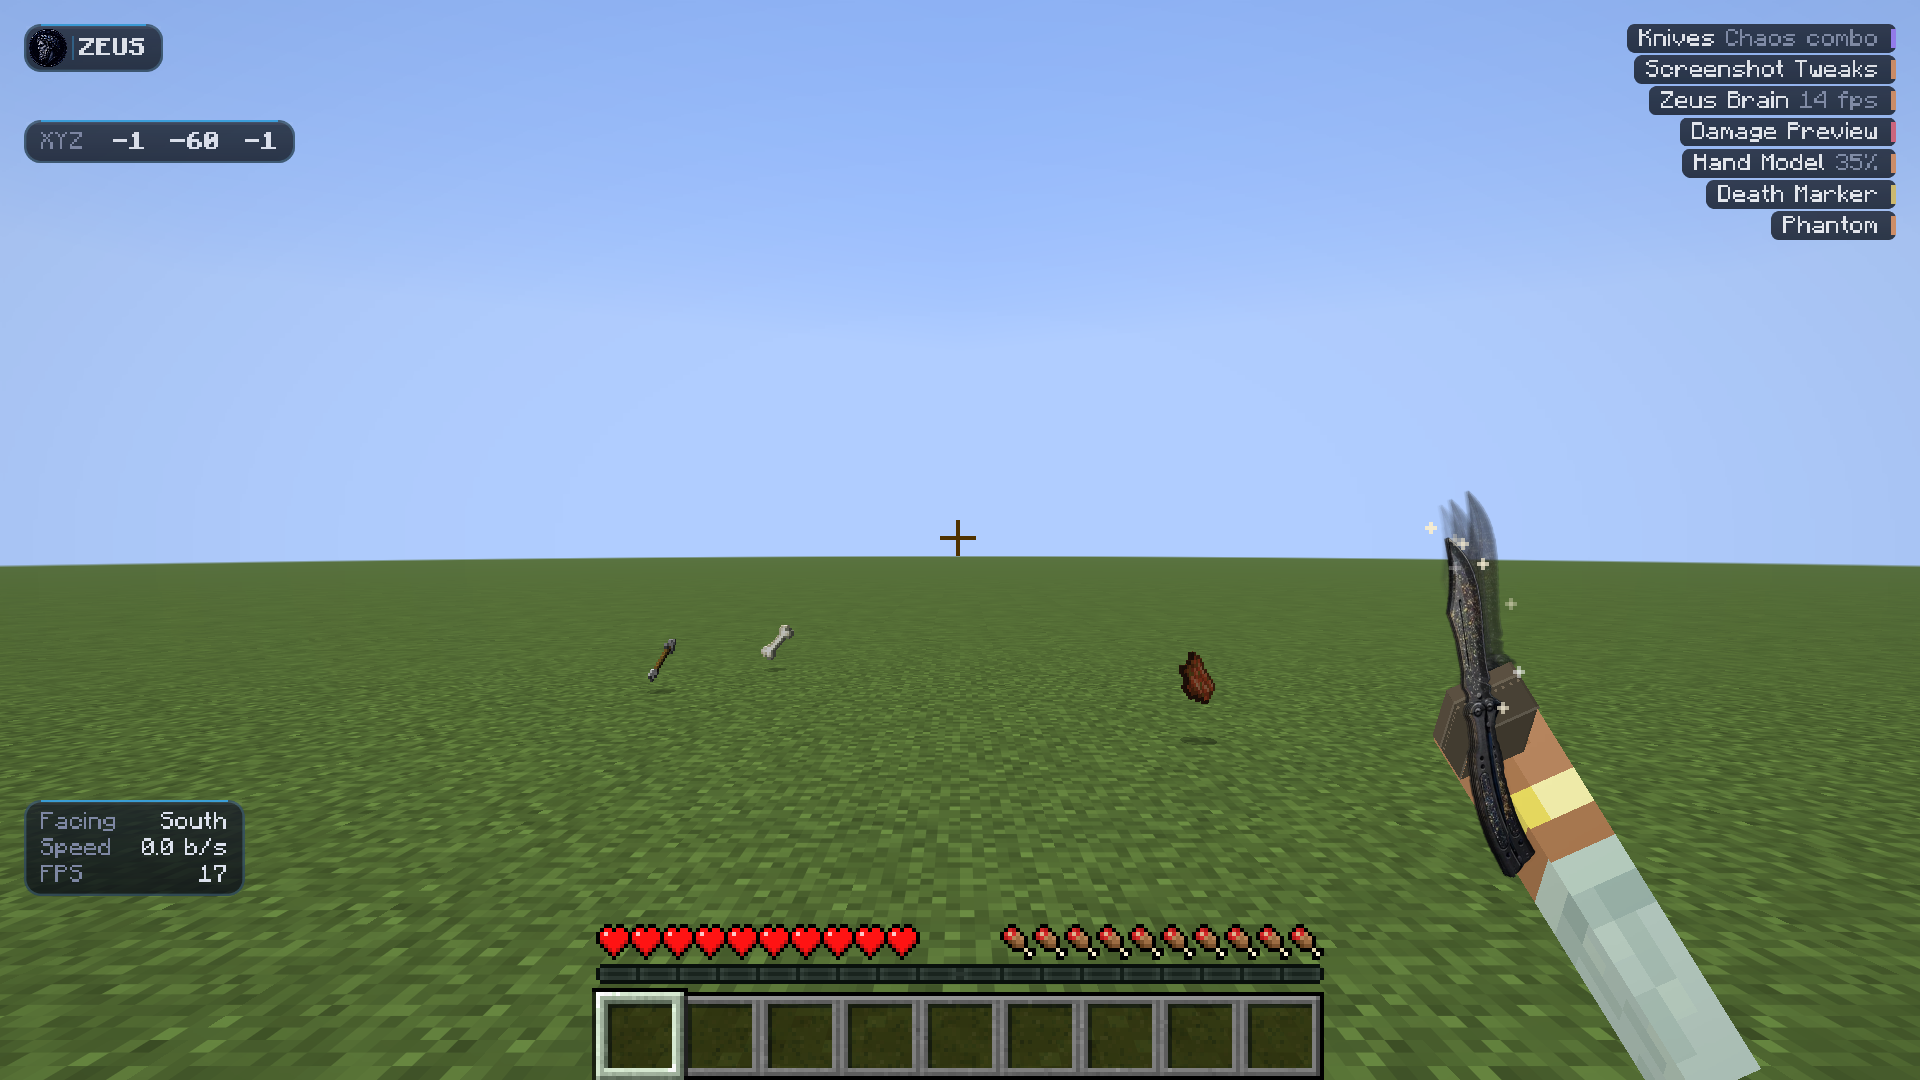 ZEUS
XYZ -1 -60 -1
Knives Chaos combo
Screenshot Tweaks
Zeus Brain 14 fps
Damage Preview
Hand Model 35%
Death Marker
Phantom
Facing South
Speed 0.0 b/s
FPS 17